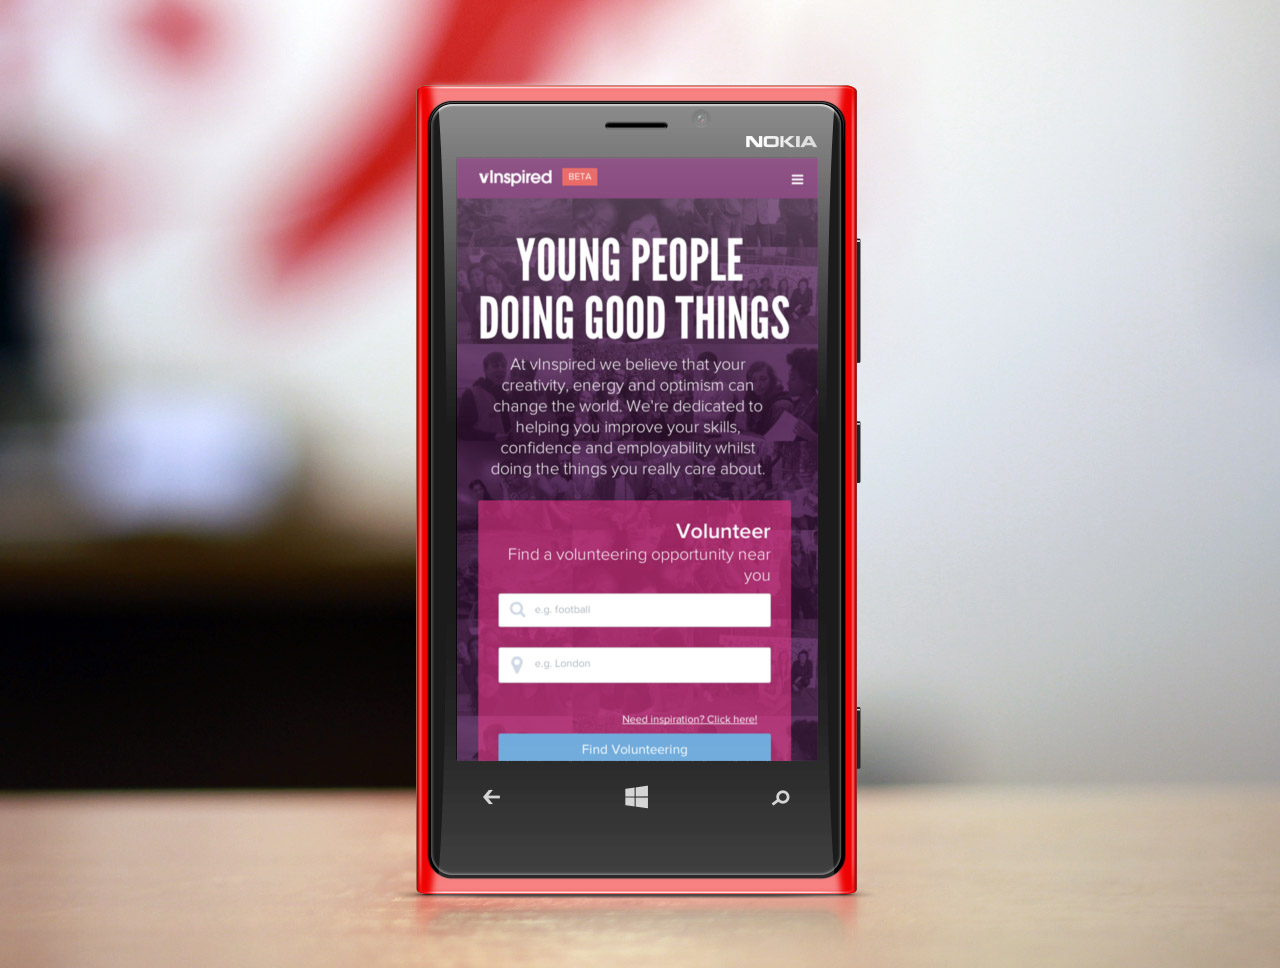 NOKIA
vInspired BETA
YOUNG PEOPLE
DOING GOOD THINGS
At vInspired we believe that your
creativity, energy and optimism can
change the world. We're dedicated to
helping you improve your skills,
confidence and employability whilst
doing the things you really care about.
Volunteer
Find a volunteering opportunity near
you
e.g. football
e.g. London
Need inspiration? Click here!
Find Volunteering